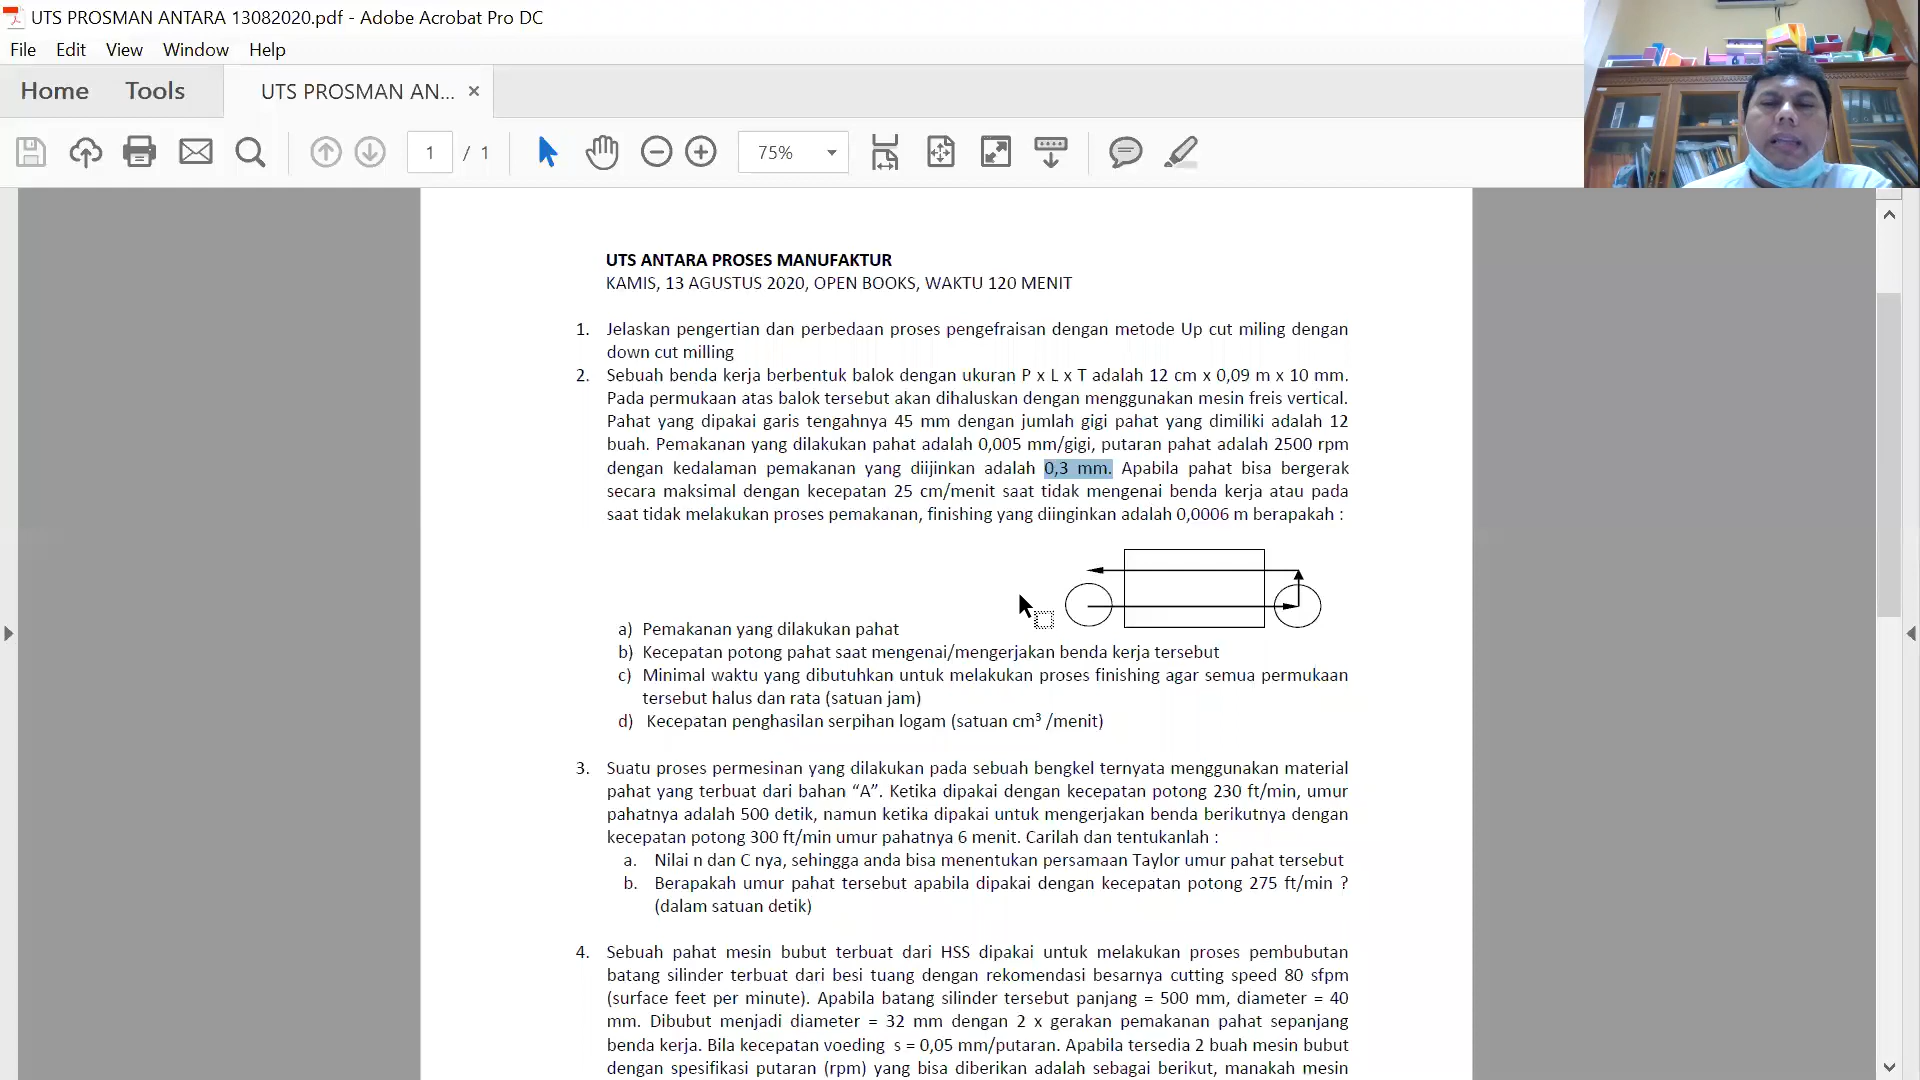 UTS PROSMAN ANTARA 13082020.pdf - Adobe Acrobat Pro DC
File Edit View Window Help
Home Tools UTS PROSMAN AN... ×
1 / 1 75%
UTS ANTARA PROSES MANUFAKTUR
KAMIS, 13 AGUSTUS 2020, OPEN BOOKS, WAKTU 120 MENIT
1. Jelaskan pengertian dan perbedaan proses pengefraisan dengan metode Up cut miling dengan
down cut milling
2. Sebuah benda kerja berbentuk balok dengan ukuran P x L x T adalah 12 cm x 0,09 m x 10 mm.
Pada permukaan atas balok tersebut akan dihaluskan dengan menggunakan mesin freis vertical.
Pahat yang dipakai garis tengahnya 45 mm dengan jumlah gigi pahat yang dimiliki adalah 12
buah. Pemakanan yang dilakukan pahat adalah 0,005 mm/gigi, putaran pahat adalah 2500 rpm
dengan kedalaman pemakanan yang diijinkan adalah 0,3 mm. Apabila pahat bisa bergerak
secara maksimal dengan kecepatan 25 cm/menit saat tidak mengenai benda kerja atau pada
saat tidak melakukan proses pemakanan, finishing yang diinginkan adalah 0,0006 m berapakah :
a) Pemakanan yang dilakukan pahat
b) Kecepatan potong pahat saat mengenai/mengerjakan benda kerja tersebut
c) Minimal waktu yang dibutuhkan untuk melakukan proses finishing agar semua permukaan
tersebut halus dan rata (satuan jam)
d) Kecepatan penghasilan serpihan logam (satuan cm³ /menit)
3. Suatu proses permesinan yang dilakukan pada sebuah bengkel ternyata menggunakan material
pahat yang terbuat dari bahan “A”. Ketika dipakai dengan kecepatan potong 230 ft/min, umur
pahatnya adalah 500 detik, namun ketika dipakai untuk mengerjakan benda berikutnya dengan
kecepatan potong 300 ft/min umur pahatnya 6 menit. Carilah dan tentukanlah :
a. Nilai n dan C nya, sehingga anda bisa menentukan persamaan Taylor umur pahat tersebut
b. Berapakah umur pahat tersebut apabila dipakai dengan kecepatan potong 275 ft/min ?
(dalam satuan detik)
4. Sebuah pahat mesin bubut terbuat dari HSS dipakai untuk melakukan proses pembubutan
batang silinder terbuat dari besi tuang dengan rekomendasi besarnya cutting speed 80 sfpm
(surface feet per minute). Apabila batang silinder tersebut panjang = 500 mm, diameter = 40
mm. Dibubut menjadi diameter = 32 mm dengan 2 x gerakan pemakanan pahat sepanjang
benda kerja. Bila kecepatan voeding s = 0,05 mm/putaran. Apabila tersedia 2 buah mesin bubut
dengan spesifikasi putaran (rpm) yang bisa diberikan adalah sebagai berikut, manakah mesin